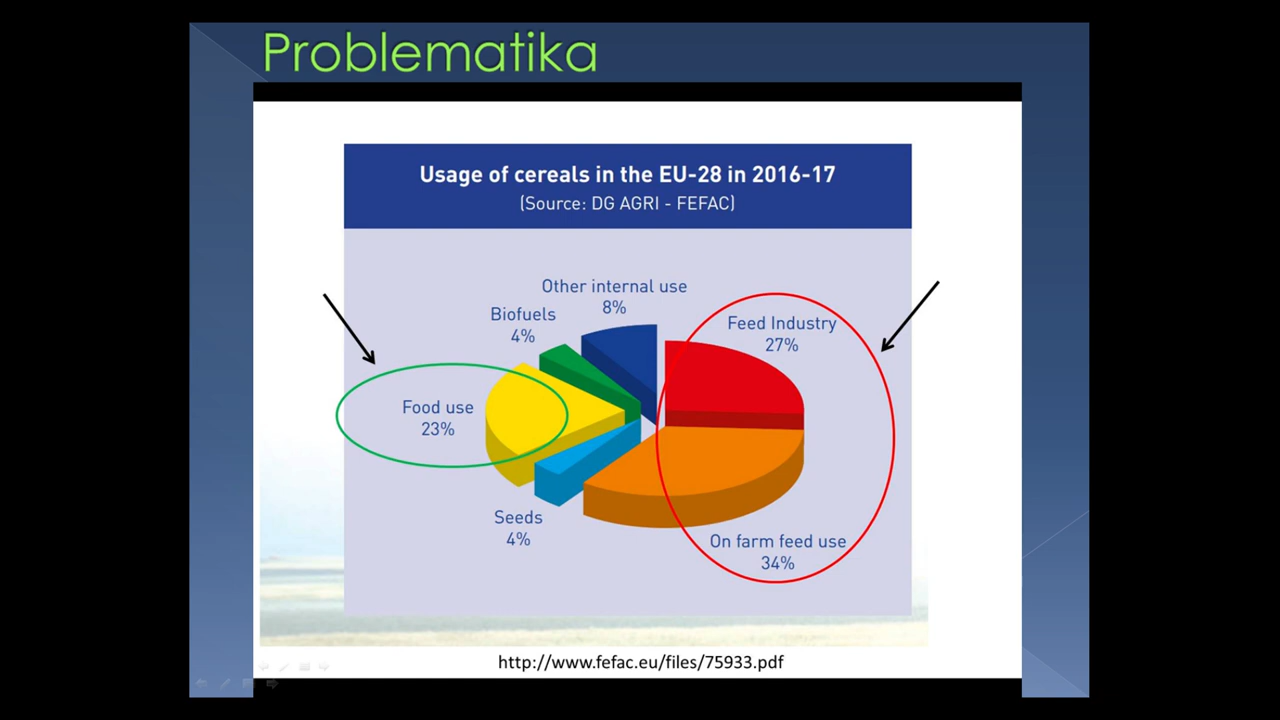 Problematika
Usage of cereals in the EU-28 in 2016-17
(Source: DG AGRI - FEFAC)
Other internal use
8%
Biofuels
4%
Feed Industry
27%
Food use
23%
Seeds
4%
On farm feed use
34%
http://www.fefac.eu/files/75933.pdf